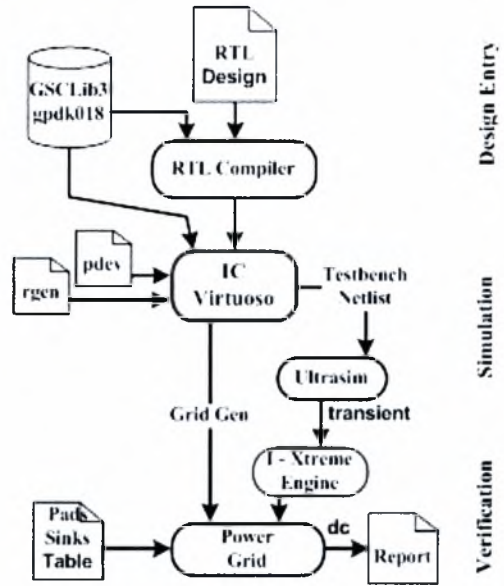 RTL
Design
GSCLib3
gpdk018
RTL Compiler
Design Entry
pdev
rgen
IC
Virtuoso
Testbench
Netlist
Ultrasim
transient
Simulation
Grid Gen
I - Xtreme
Engine
Pads
Sinks
Table
Power
Grid
dc
Report
Verification